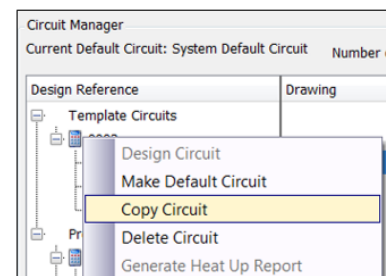 Circuit Manager
Current Default Circuit: System Default Circuit Number
Design Reference Drawing
Template Circuits
Design Circuit
Make Default Circuit
Copy Circuit
Pr Delete Circuit
Generate Heat Up Report